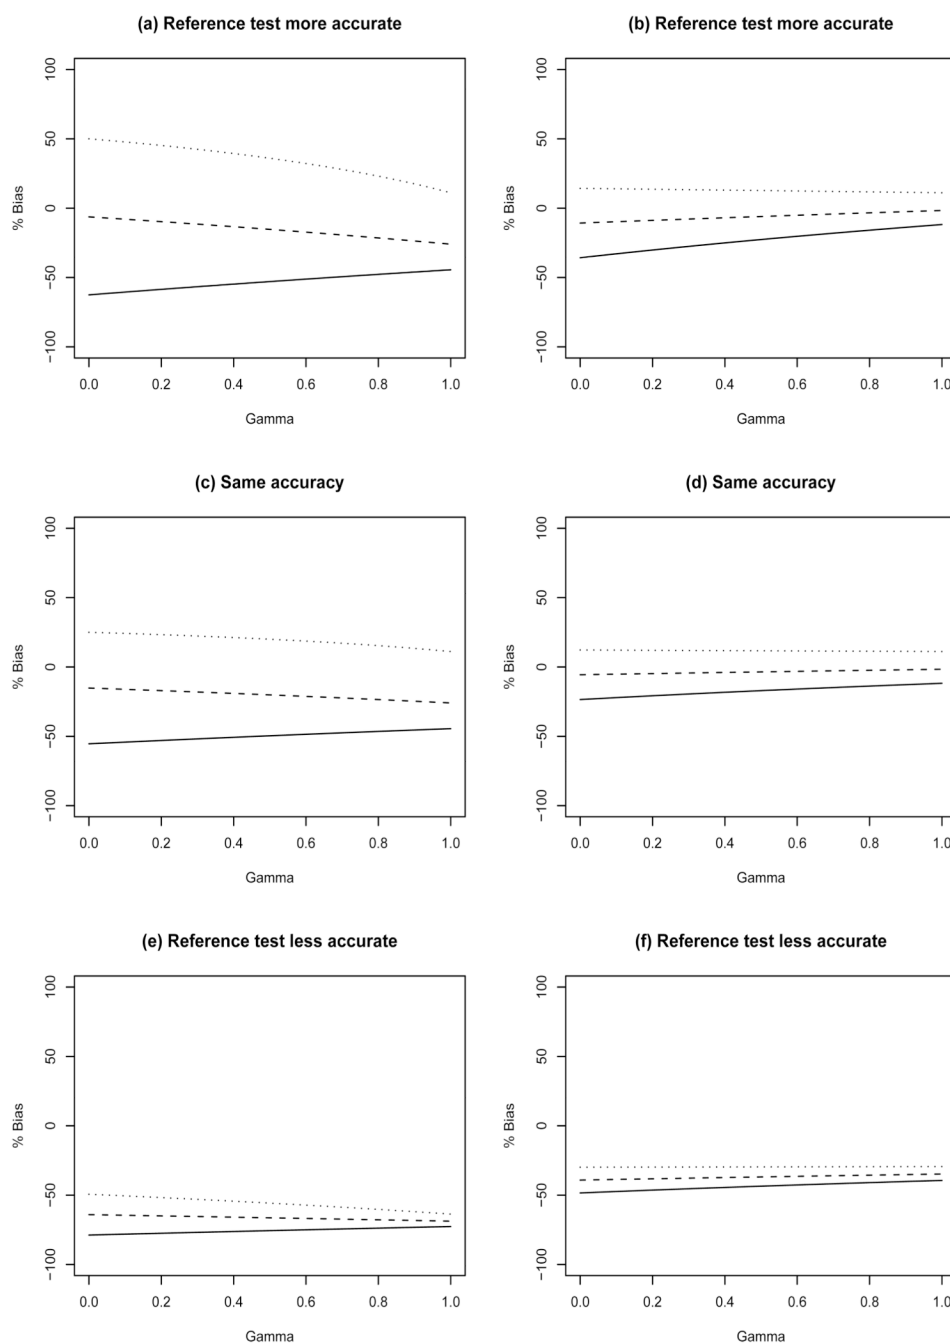 (a) Reference test more accurate
% Bias
100
50
0
−50
−100
0.0 0.2 0.4 0.6 0.8 1.0
Gamma
(b) Reference test more accurate
% Bias
100
50
0
−50
−100
0.0 0.2 0.4 0.6 0.8 1.0
Gamma
(c) Same accuracy
% Bias
100
50
0
−50
−100
0.0 0.2 0.4 0.6 0.8 1.0
Gamma
(d) Same accuracy
% Bias
100
50
0
−50
−100
0.0 0.2 0.4 0.6 0.8 1.0
Gamma
(e) Reference test less accurate
% Bias
100
50
0
−50
−100
0.0 0.2 0.4 0.6 0.8 1.0
Gamma
(f) Reference test less accurate
% Bias
100
50
0
−50
−100
0.0 0.2 0.4 0.6 0.8 1.0
Gamma